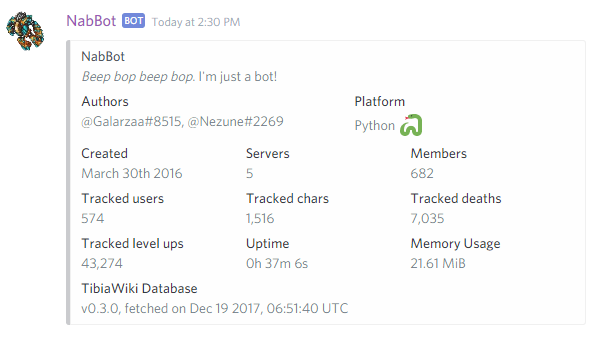 NabBot BOT Today at 2:30 PM
NabBot
Beep bop beep bop. I'm just a bot!
Authors Platform
@Galarzaa#8515, @Nezune#2269 Python
Created Servers Members
March 30th 2016 5 682
Tracked users Tracked chars Tracked deaths
574 1,516 7,035
Tracked level ups Uptime Memory Usage
43,274 0h 37m 6s 21.61 MiB
TibiaWiki Database
v0.3.0, fetched on Dec 19 2017, 06:51:40 UTC